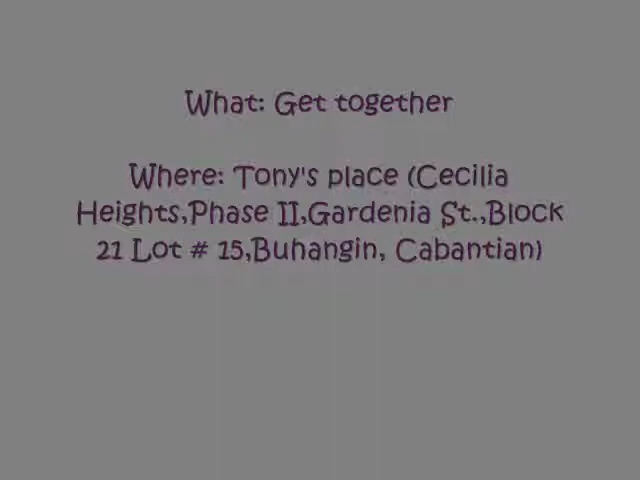 What: Get together
Where: Tony's place (Cecilia
Heights,Phase II,Gardenia St.,Block
21 Lot # 15,Buhangin, Cabantian)